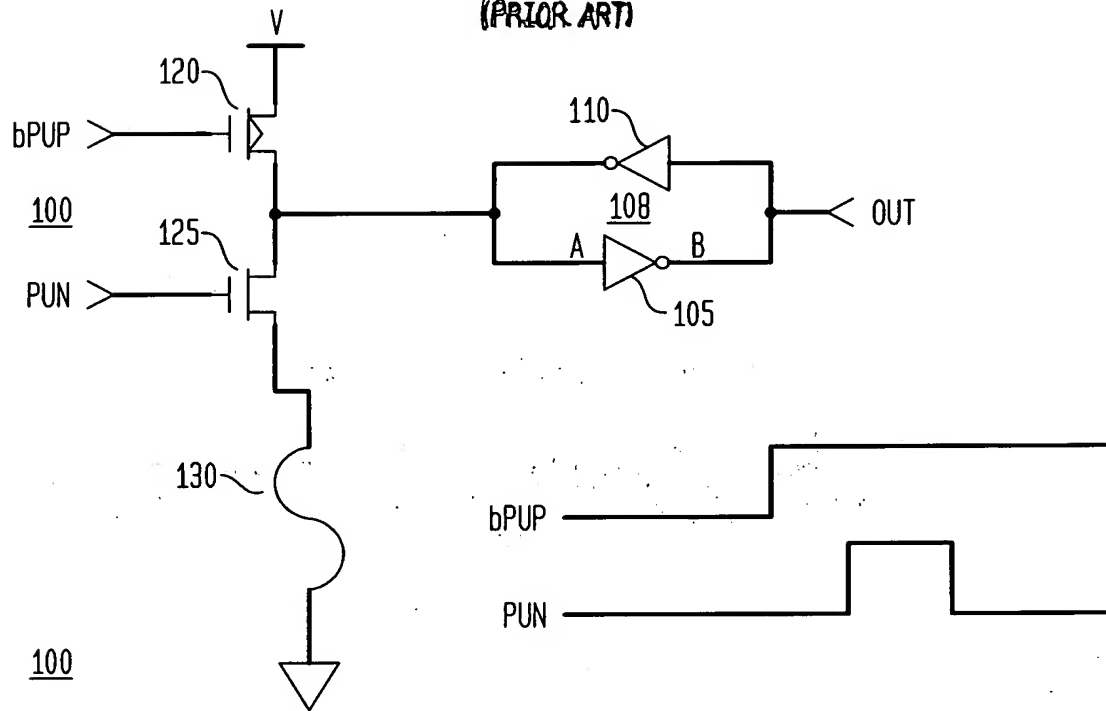 (PRIOR ART)
V
120
bPUP
110
100
108
OUT
125
A
B
PUN
105
130
bPUP
PUN
100